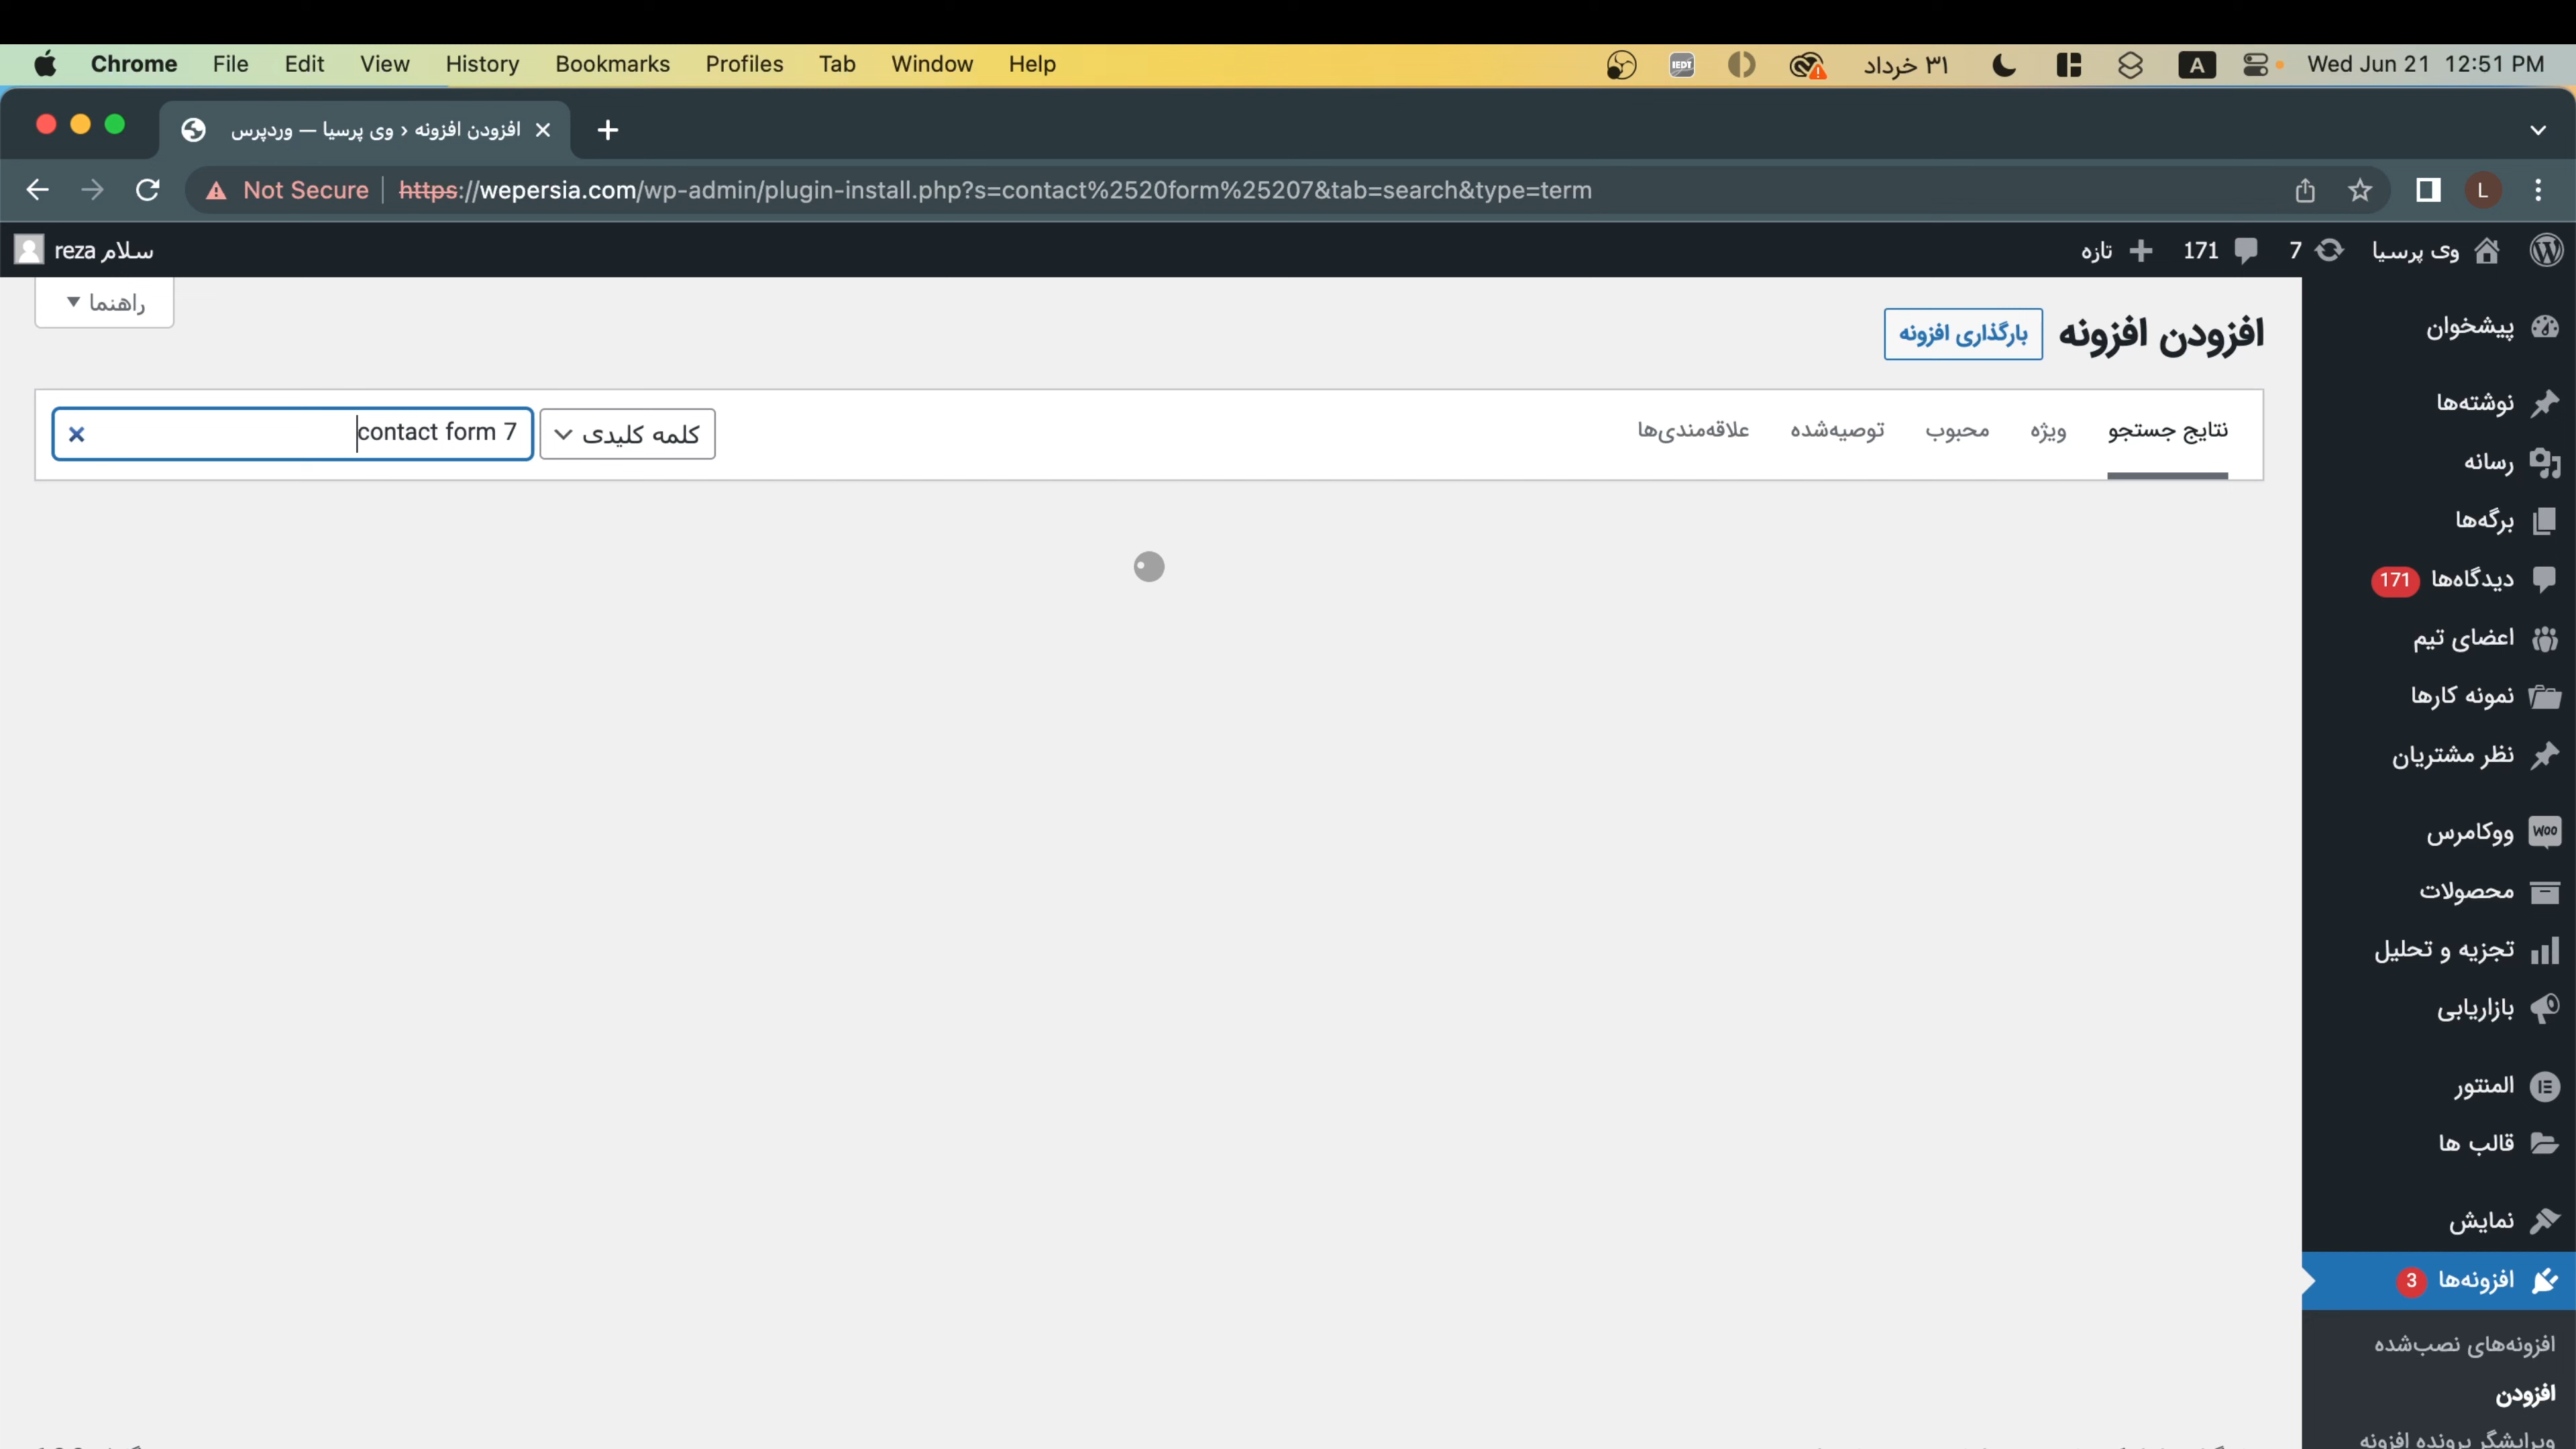 Chrome File Edit View History Bookmarks Profiles Tab Window Help
IEDT ۳۱ خرداد A Wed Jun 21 12:51 PM
افزودن افزونه ‹ وی پرسیا — وردپرس
Not Secure https://wepersia.com/wp-admin/plugin-install.php?s=contact%2520form%25207&tab=search&type=term L
وی پرسیا 7 171 تازه
سلام reza
راهنما
افزودن افزونه بارگذاری افزونه
نتایج جستجو ویژه محبوب توصیه‌شده علاقه‌مندی‌ها
کلمه کلیدی contact form 7
پیشخوان
نوشته‌ها
رسانه
برگه‌ها
دیدگاه‌ها 171
اعضای تیم
نمونه کارها
نظر مشتریان
WOO ووکامرس
محصولات
تجزیه و تحلیل
بازاریابی
المنتور
قالب ها
نمایش
افزونه‌ها 3
افزونه‌های نصب‌شده
افزودن
ویرایشگر پرونده افزونه